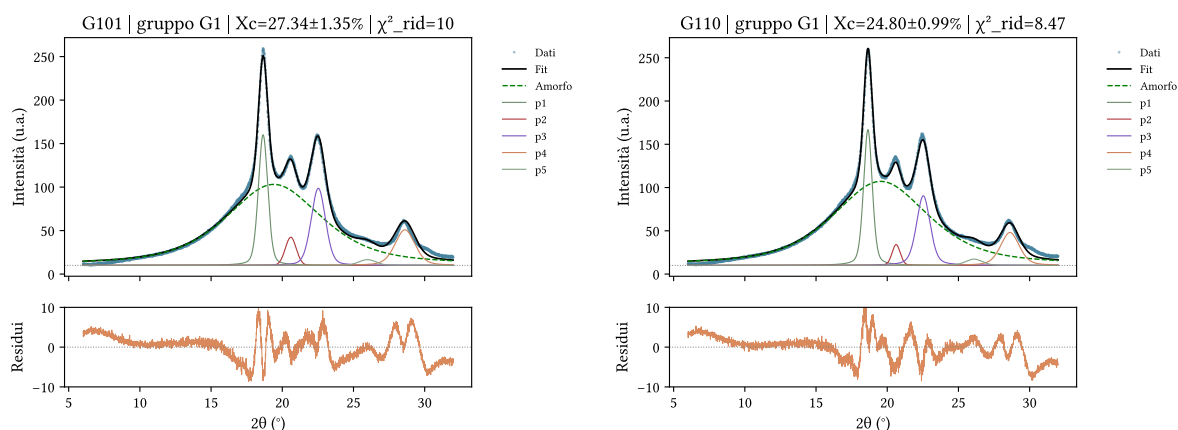 G101 | gruppo G1 | Xc=27.34±1.35% | χ²_rid=10
250
200
150
100
50
0
Intensità (u.a.)
Dati
Fit
Amorfo
p1
p2
p3
p4
p5
10
0
−10
Residui
5 10 15 20 25 30
2θ (°)
G110 | gruppo G1 | Xc=24.80±0.99% | χ²_rid=8.47
250
200
150
100
50
0
Intensità (u.a.)
Dati
Fit
Amorfo
p1
p2
p3
p4
p5
10
0
−10
Residui
5 10 15 20 25 30
2θ (°)